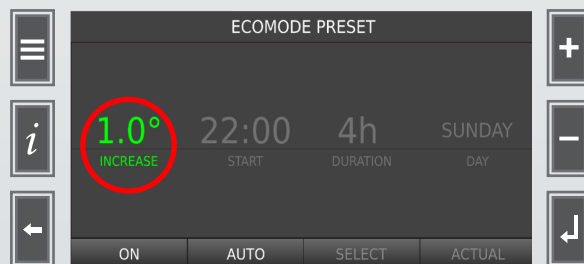 ECOMODE PRESET
1.0° 22:00 4h SUNDAY
INCREASE START DURATION DAY
i
ON AUTO SELECT ACTUAL